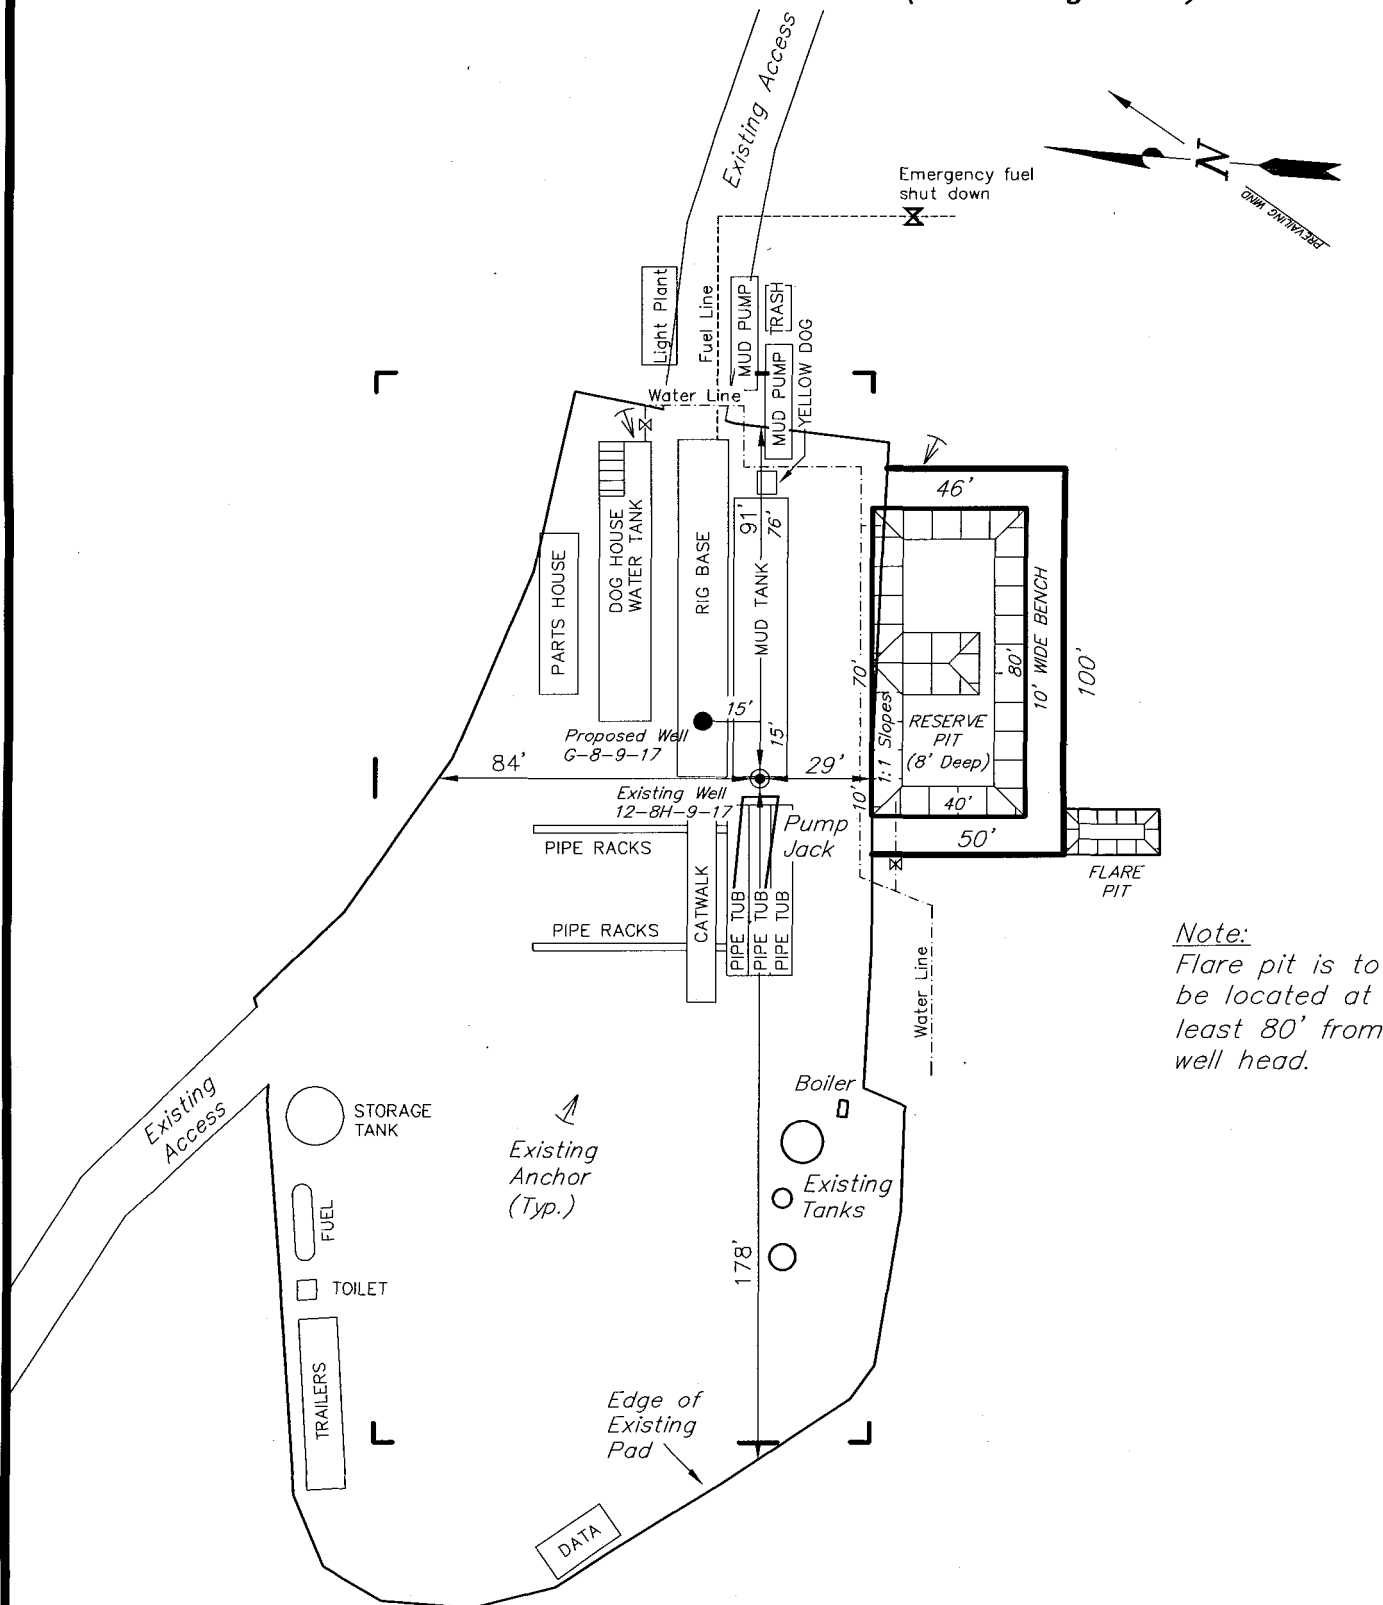 Existing Access
N
PREVAILING WIND
Emergency fuel
shut down
Light Plant
Fuel Line
MUD PUMP
TRASH
MUD PUMP
YELLOW DOG
Water Line
46'
PARTS HOUSE
DOG HOUSE
WATER TANK
RIG BASE
91'
76'
MUD TANK
70'
80'
10' WIDE BENCH
100'
1:1 Slopes
RESERVE
PIT
(8' Deep)
15'
15'
Proposed Well
G-8-9-17
84'
29'
Existing Well
12-8H-9-17
10'
40'
50'
Pump
Jack
PIPE RACKS
CATWALK
PIPE TUB
PIPE TUB
PIPE TUB
PIPE RACKS
FLARE
PIT
Note:
Flare pit is to
be located at
least 80' from
well head.
Water Line
Existing
Access
STORAGE
TANK
Boiler
Existing
Anchor
(Typ.)
Existing
Tanks
FUEL
178'
TOILET
TRAILERS
Edge of
Existing
Pad
DATA